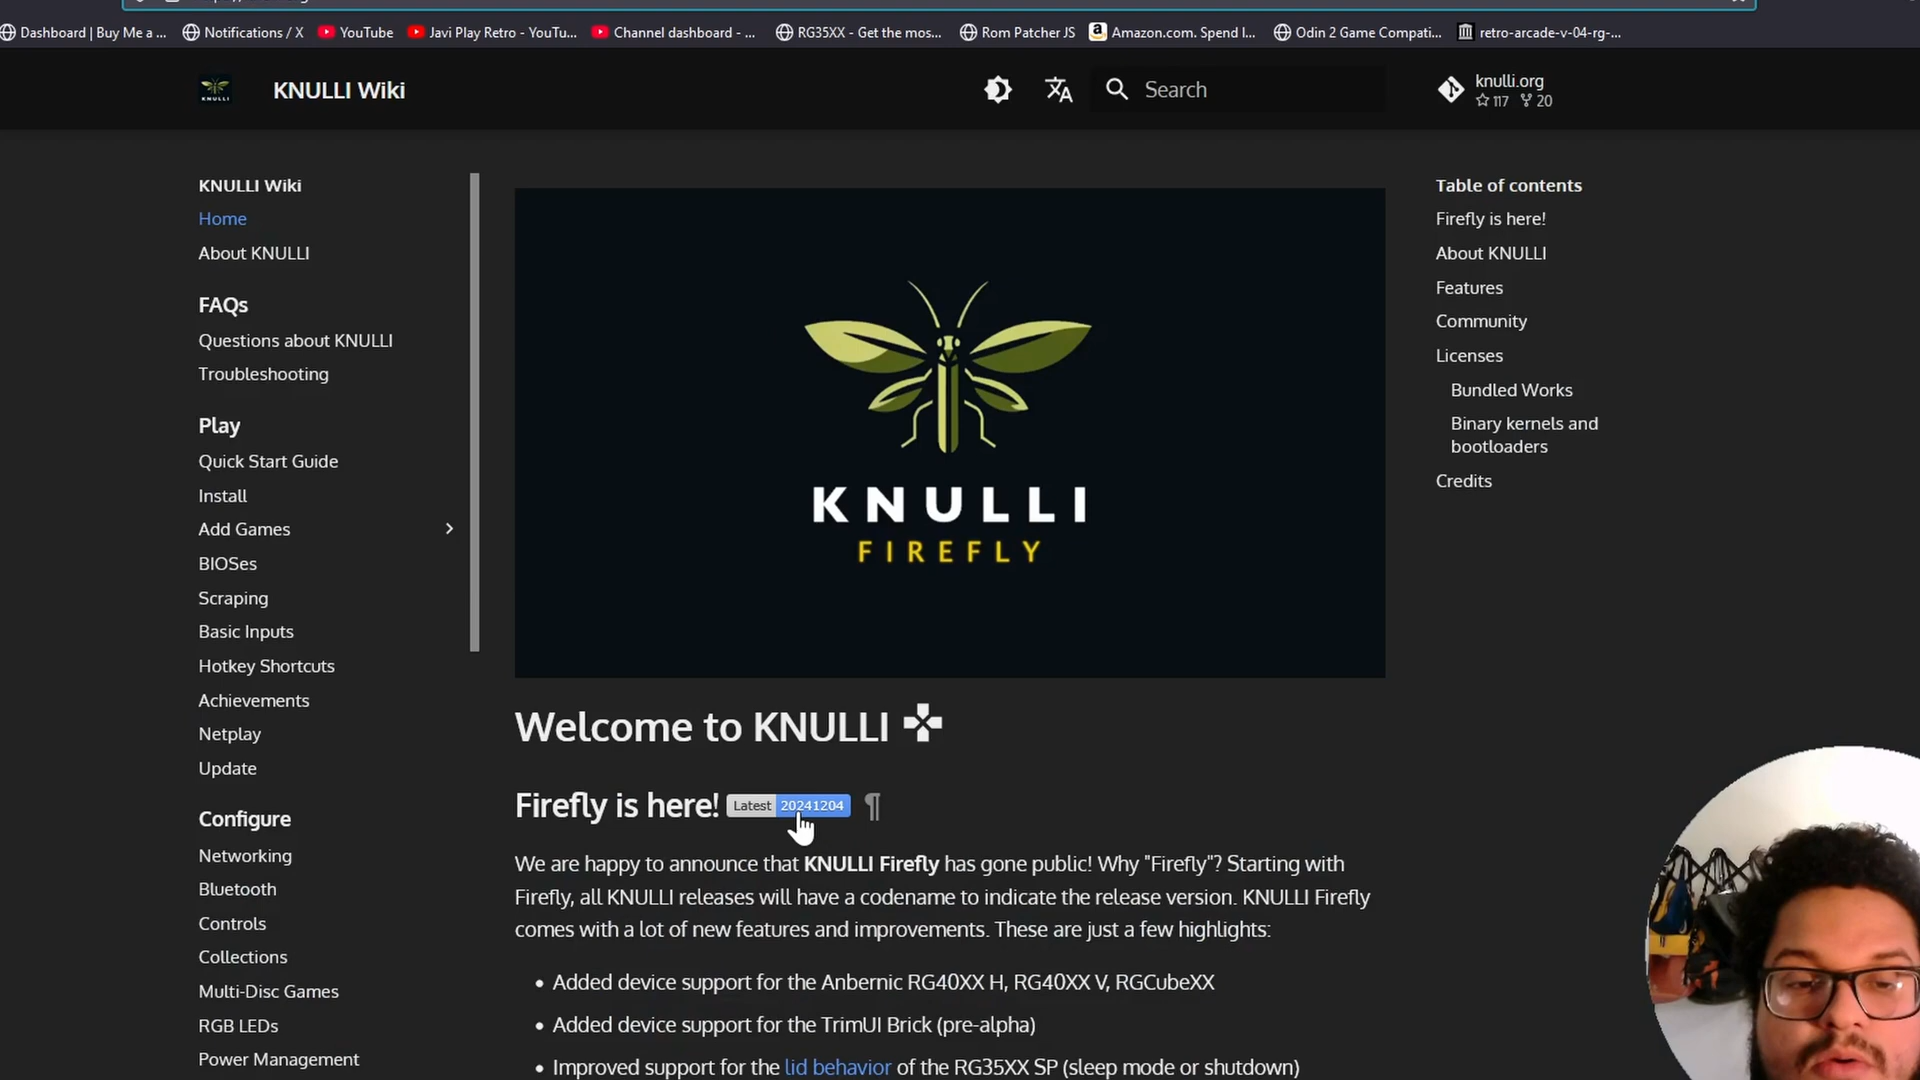 Dashboard | Buy Me a ...
Notifications / X
YouTube
Javi Play Retro - YouTu...
Channel dashboard - ...
RG35XX - Get the mos...
Rom Patcher JS
Amazon.com. Spend l...
Odin 2 Game Compati...
retro-arcade-v-04-rg-...
KNULLI
KNULLI Wiki
Search
knulli.org
117 20
KNULLI Wiki
Home
About KNULLI
FAQs
Questions about KNULLI
Troubleshooting
Play
Quick Start Guide
Install
Add Games
BIOSes
Scraping
Basic Inputs
Hotkey Shortcuts
Achievements
Netplay
Update
Configure
Networking
Bluetooth
Controls
Collections
Multi-Disc Games
RGB LEDs
Power Management
KNULLI
FIREFLY
Welcome to KNULLI
Firefly is here! Latest 20241204 ¶
We are happy to announce that KNULLI Firefly has gone public! Why "Firefly"? Starting with
Firefly, all KNULLI releases will have a codename to indicate the release version. KNULLI Firefly
comes with a lot of new features and improvements. These are just a few highlights:
• Added device support for the Anbernic RG40XX H, RG40XX V, RGCubeXX
• Added device support for the TrimUI Brick (pre-alpha)
• Improved support for the lid behavior of the RG35XX SP (sleep mode or shutdown)
Table of contents
Firefly is here!
About KNULLI
Features
Community
Licenses
Bundled Works
Binary kernels and
bootloaders
Credits